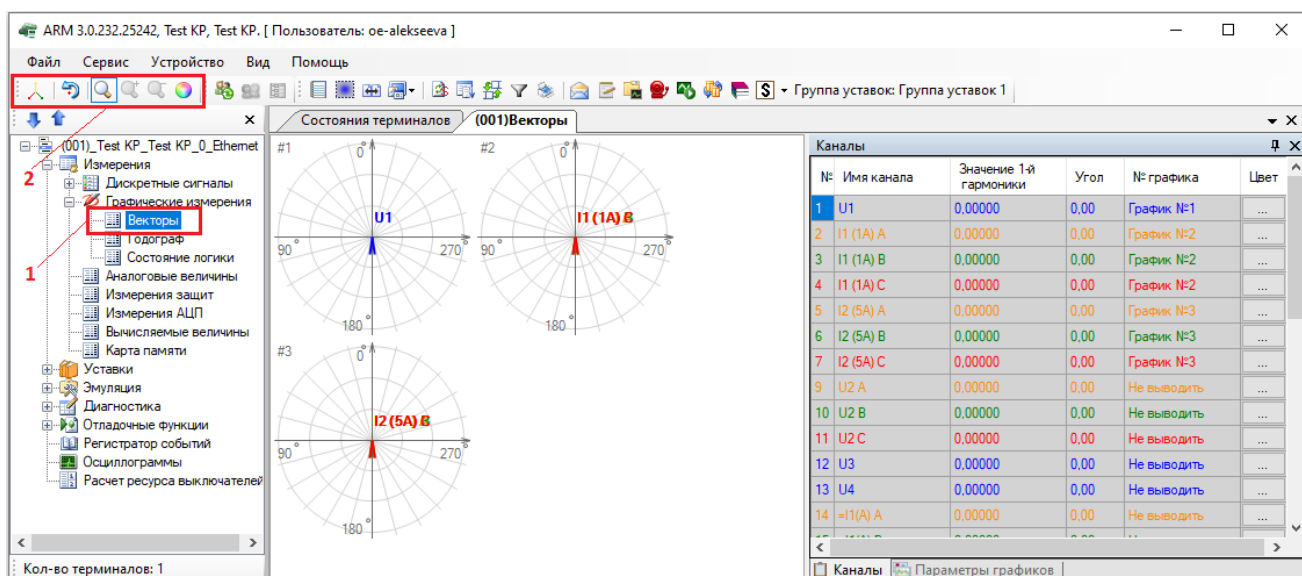 ARM 3.0.232.25242, Test KP, Test KP. [ Пользователь: oe-alekseeva ]
Файл Сервис Устройство Вид Помощь
S Группа уставок: Группа уставок 1
Состояния терминалов (001)Векторы
(001)_Test KP_Test KP_0_Ethernet
Измерения
2
Дискретные сигналы
Графические измерения
Векторы
Годограф
Состояние логики
1
Аналоговые величины
Измерения защит
Измерения АЦП
Вычисляемые величины
Карта памяти
Уставки
Эмуляция
Диагностика
Отладочные функции
Регистратор событий
Осциллограммы
Расчет ресурса выключателей
Кол-во терминалов: 1
#1
0°
U1
90°
270°
180°
#2
0°
I1 (1A) B
90°
270°
180°
#3
0°
I2 (5A) B
90°
270°
180°
Каналы
№ Имя канала Значение 1-й гармоники Угол № графика Цвет
1 U1 0,00000 0,00 График №1 ...
2 I1 (1A) A 0,00000 0,00 График №2 ...
3 I1 (1A) B 0,00000 0,00 График №2 ...
4 I1 (1A) C 0,00000 0,00 График №2 ...
5 I2 (5A) A 0,00000 0,00 График №3 ...
6 I2 (5A) B 0,00000 0,00 График №3 ...
7 I2 (5A) C 0,00000 0,00 График №3 ...
9 U2 A 0,00000 0,00 Не выводить ...
10 U2 B 0,00000 0,00 Не выводить ...
11 U2 C 0,00000 0,00 Не выводить ...
12 U3 0,00000 0,00 Не выводить ...
13 U4 0,00000 0,00 Не выводить ...
14 =I1(A) A 0,00000 0,00 Не выводить ...
Каналы Параметры графиков